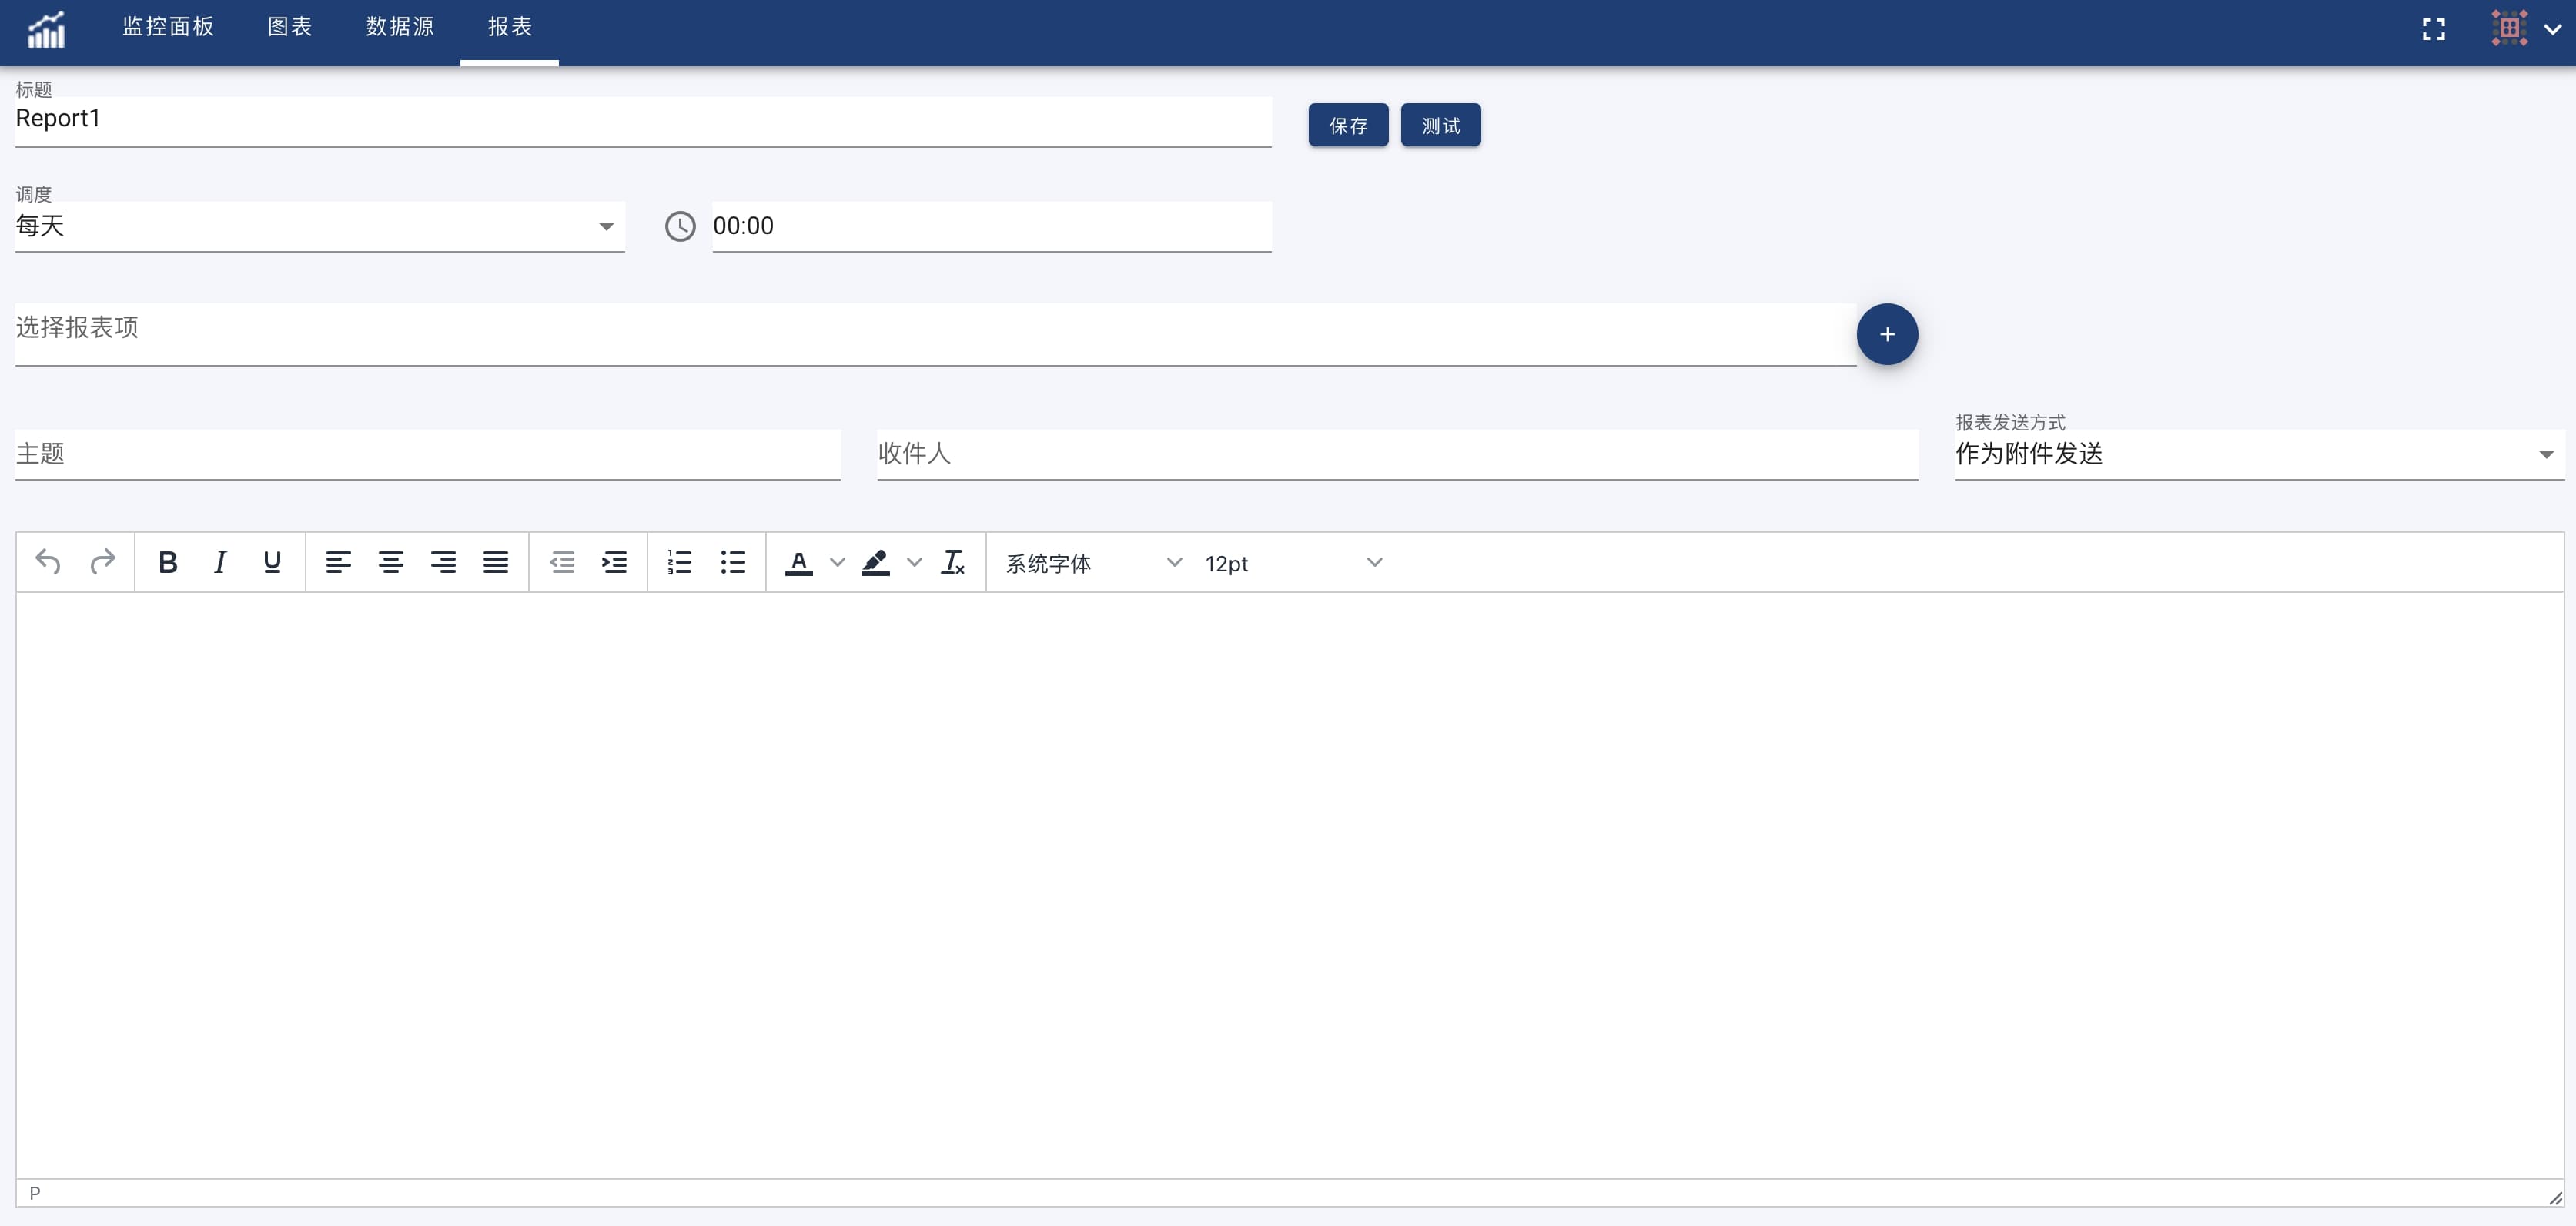 监控面板 图表 数据源 报表
标题
Report1
保存 测试
调度
每天 00:00
选择报表项
+
报表发送方式
主题 收件人 作为附件发送
B I U A 系统字体 12pt
P